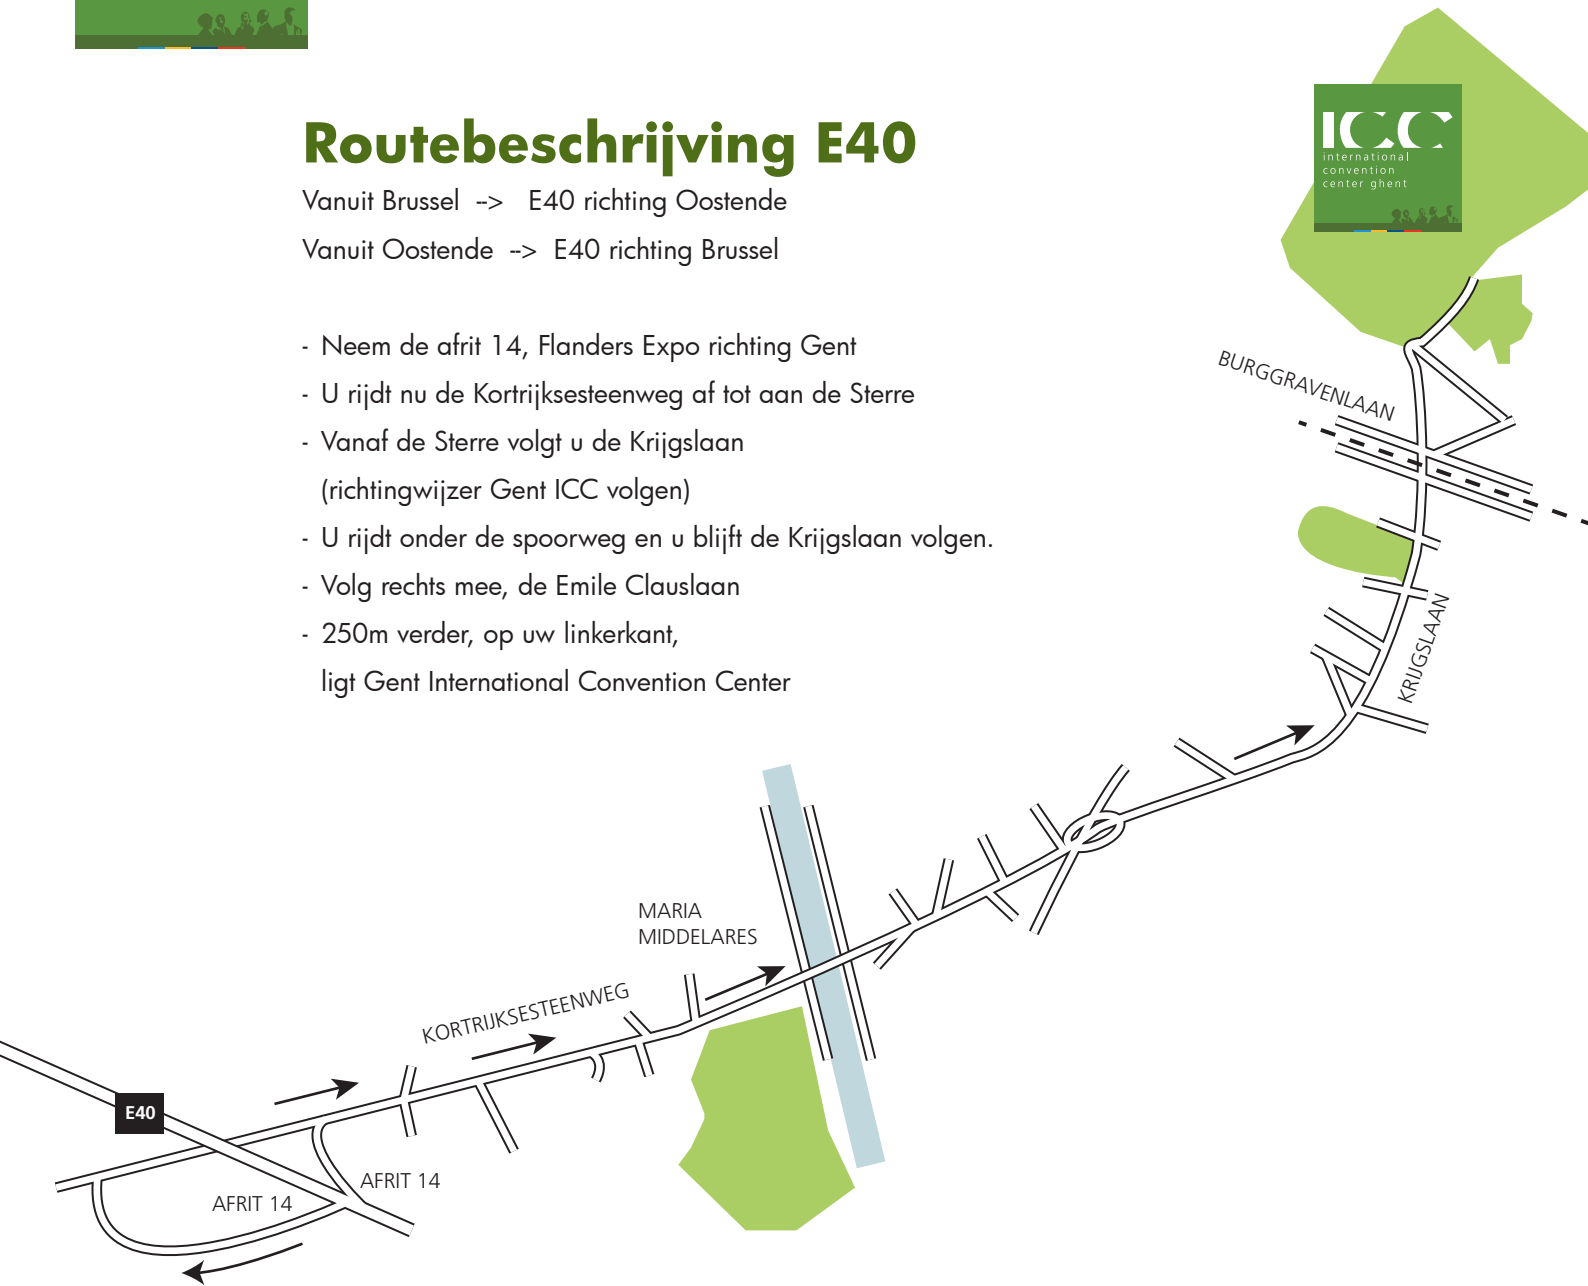 ICC
international
convention
center ghent
Routebeschrijving E40
Vanuit Brussel --> E40 richting Oostende
Vanuit Oostende --> E40 richting Brussel
- Neem de afrit 14, Flanders Expo richting Gent
- U rijdt nu de Kortrijksesteenweg af tot aan de Sterre
- Vanaf de Sterre volgt u de Krijgslaan
(richtingwijzer Gent ICC volgen)
- U rijdt onder de spoorweg en u blijft de Krijgslaan volgen.
- Volg rechts mee, de Emile Clauslaan
- 250m verder, op uw linkerkant,
ligt Gent International Convention Center
BURGGRAVENLAAN
KRIJGSLAAN
MARIA
MIDDELARES
KORTRIJKSESTEENWEG
E40
AFRIT 14
AFRIT 14